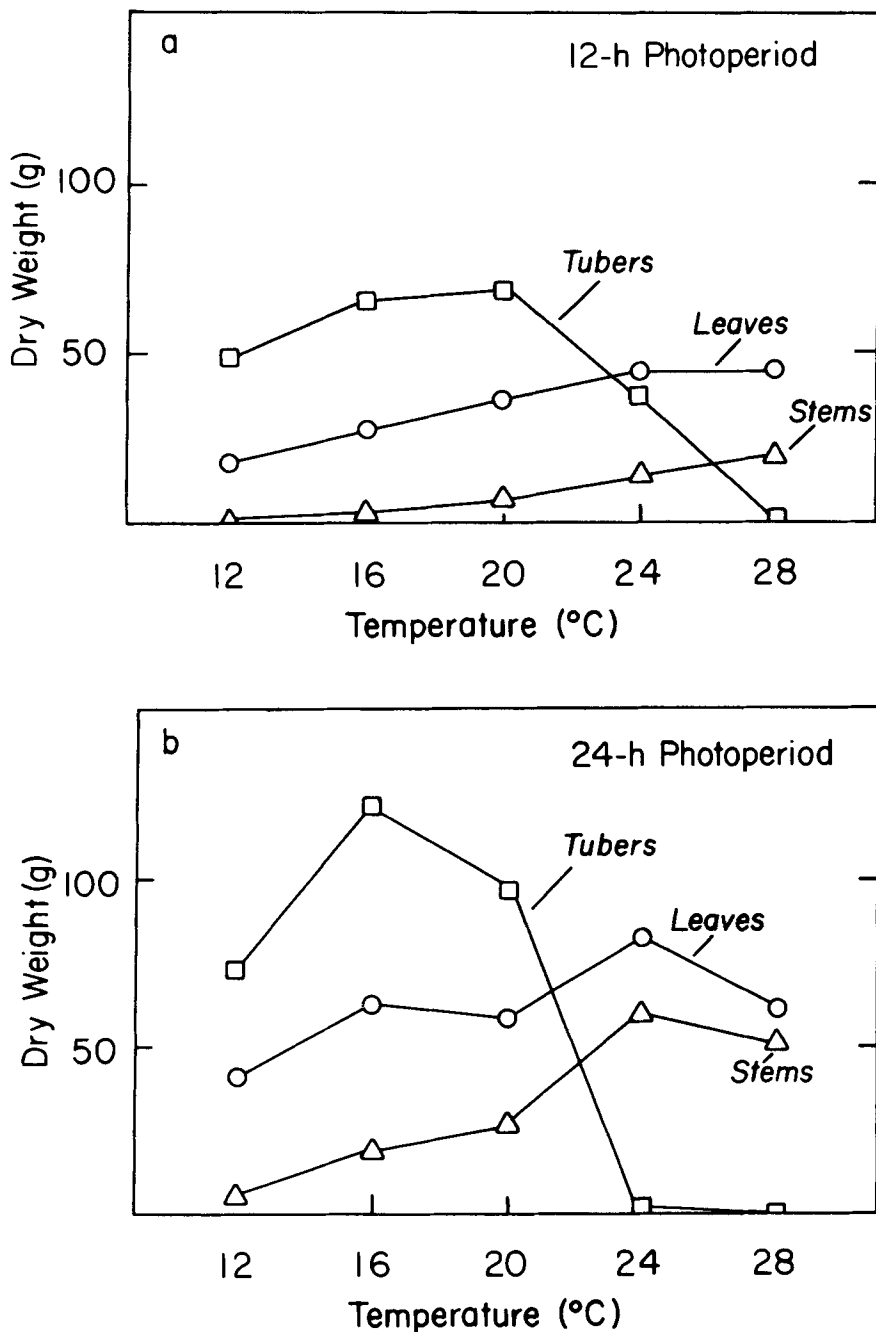 a
12-h Photoperiod
Dry Weight (g)
100
50
Tubers
Leaves
Stems
12 16 20 24 28
Temperature (°C)
b
24-h Photoperiod
Dry Weight (g)
100
50
Tubers
Leaves
Stems
12 16 20 24 28
Temperature (°C)